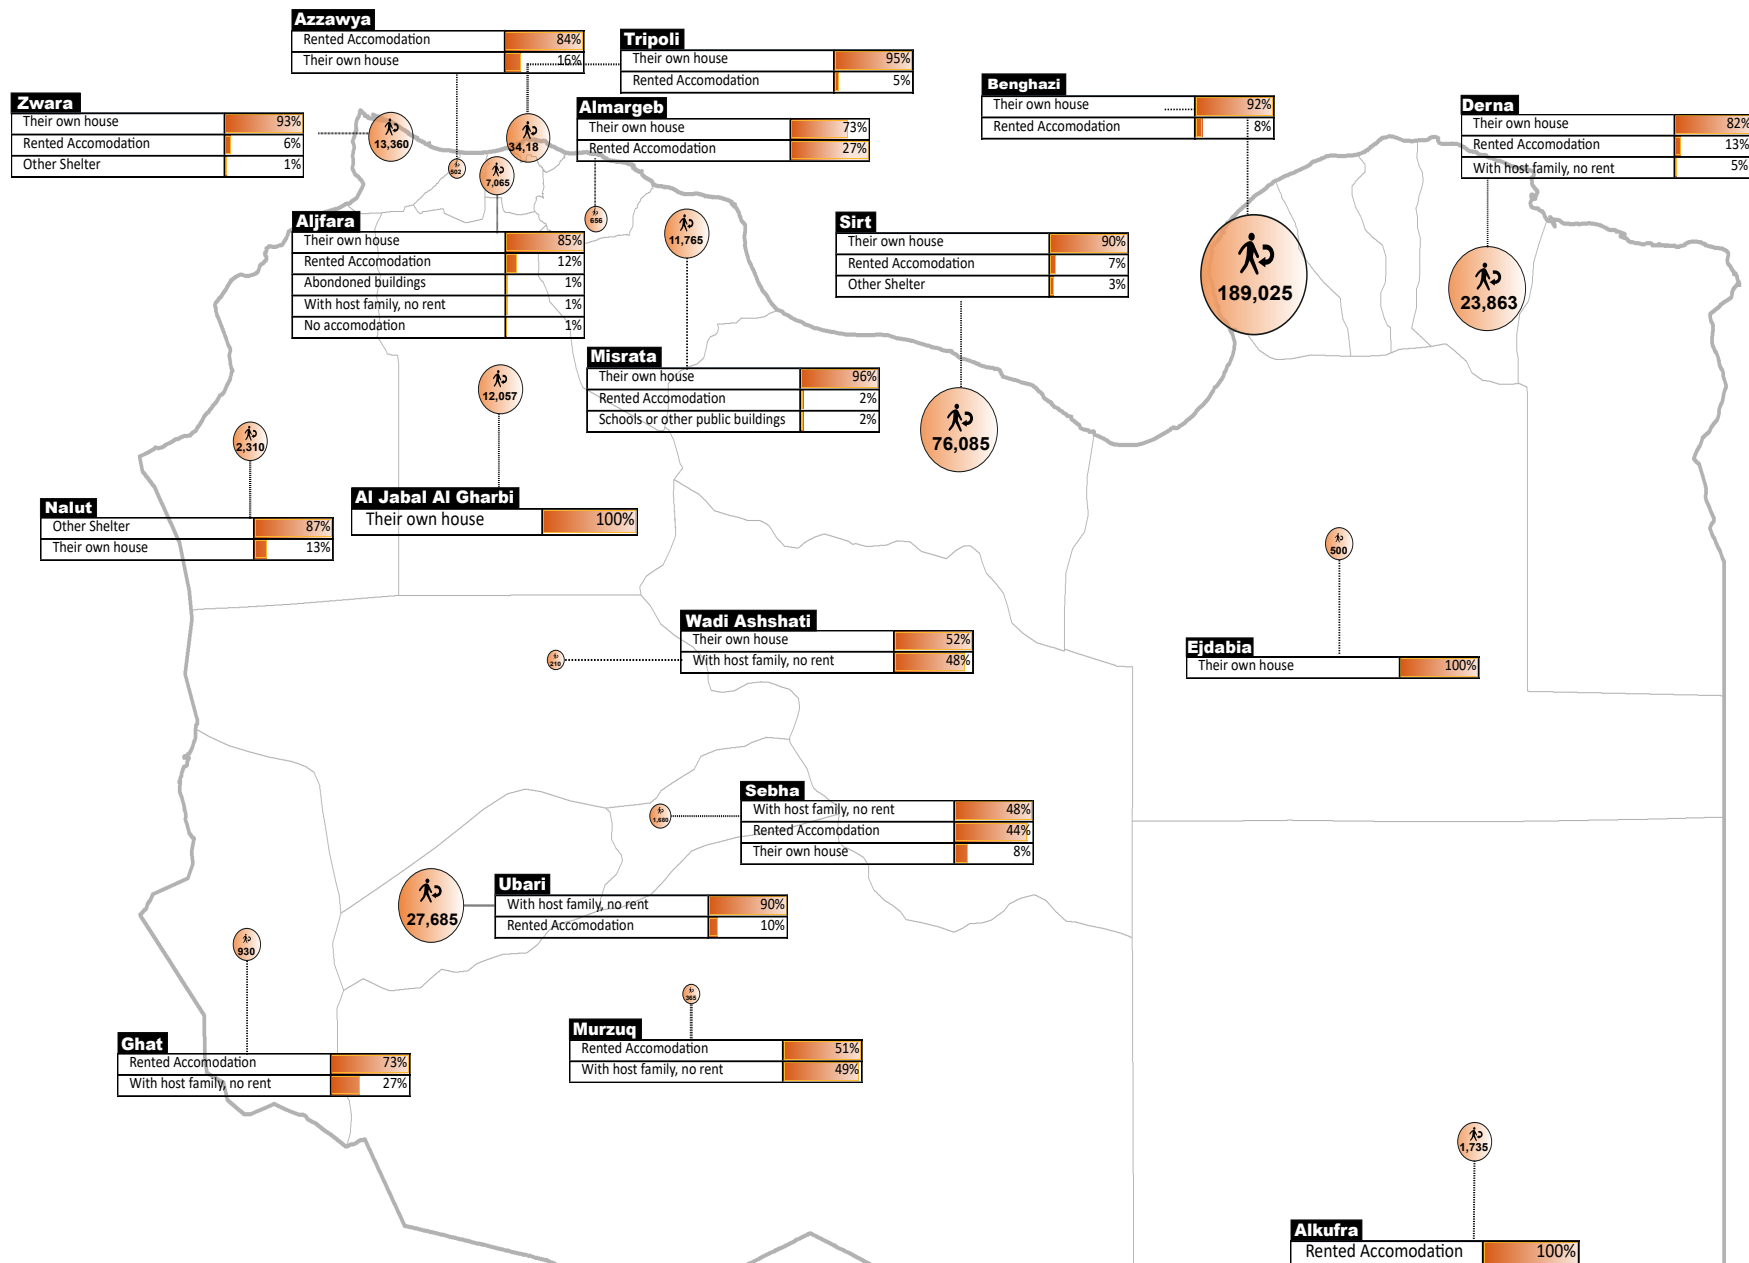 Azzawya
Rented Accomodation 84%
Their own house 16%
Tripoli
Their own house 95%
Rented Accomodation 5%
Benghazi
Their own house 92%
Rented Accomodation 8%
Derna
Their own house 82%
Rented Accomodation 13%
With host family, no rent 5%
Zwara
Their own house 93%
Rented Accomodation 6%
Other Shelter 1%
Almargeb
Their own house 73%
Rented Accomodation 27%
13,360
34,18
502
7,065
656
11,765
Aljfara
Their own house 85%
Rented Accomodation 12%
Abondoned buildings 1%
With host family, no rent 1%
No accomodation 1%
Sirt
Their own house 90%
Rented Accomodation 7%
Other Shelter 3%
189,025
23,863
Misrata
Their own house 96%
Rented Accomodation 2%
Schools or other public buildings 2%
12,057
2,310
76,085
Nalut
Other Shelter 87%
Their own house 13%
Al Jabal Al Gharbi
Their own house 100%
500
Wadi Ashshati
Their own house 52%
With host family, no rent 48%
210
Ejdabia
Their own house 100%
Sebha
With host family, no rent 48%
Rented Accomodation 44%
Their own house 8%
1,680
Ubari
With host family, no rent 90%
Rented Accomodation 10%
27,685
930
365
Ghat
Rented Accomodation 73%
With host family, no rent 27%
Murzuq
Rented Accomodation 51%
With host family, no rent 49%
1,735
Alkufra
Rented Accomodation 100%